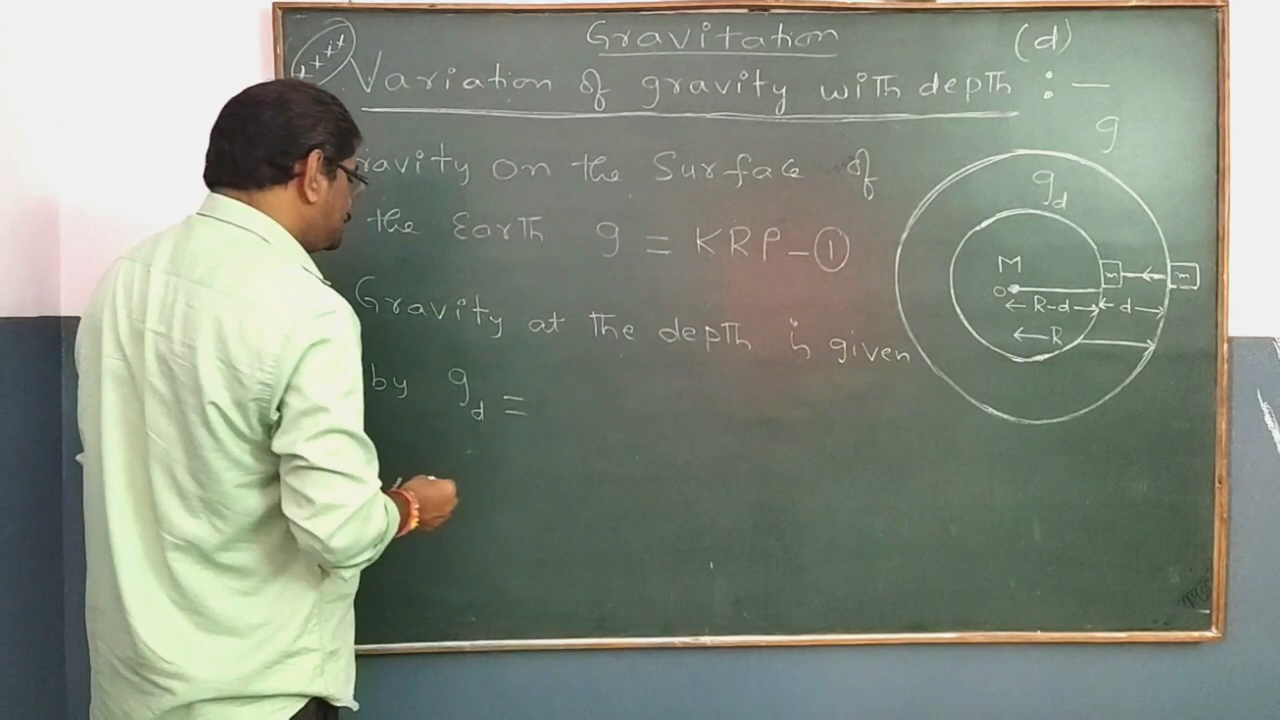 Gravitation
(d)
Variation of gravity with depth : —
ravity on the Surface of
the Earth g = KRP - ①
Gravity at the depth is given
by g_d =
g
g_d
M
m
m
O
R-d
d
R